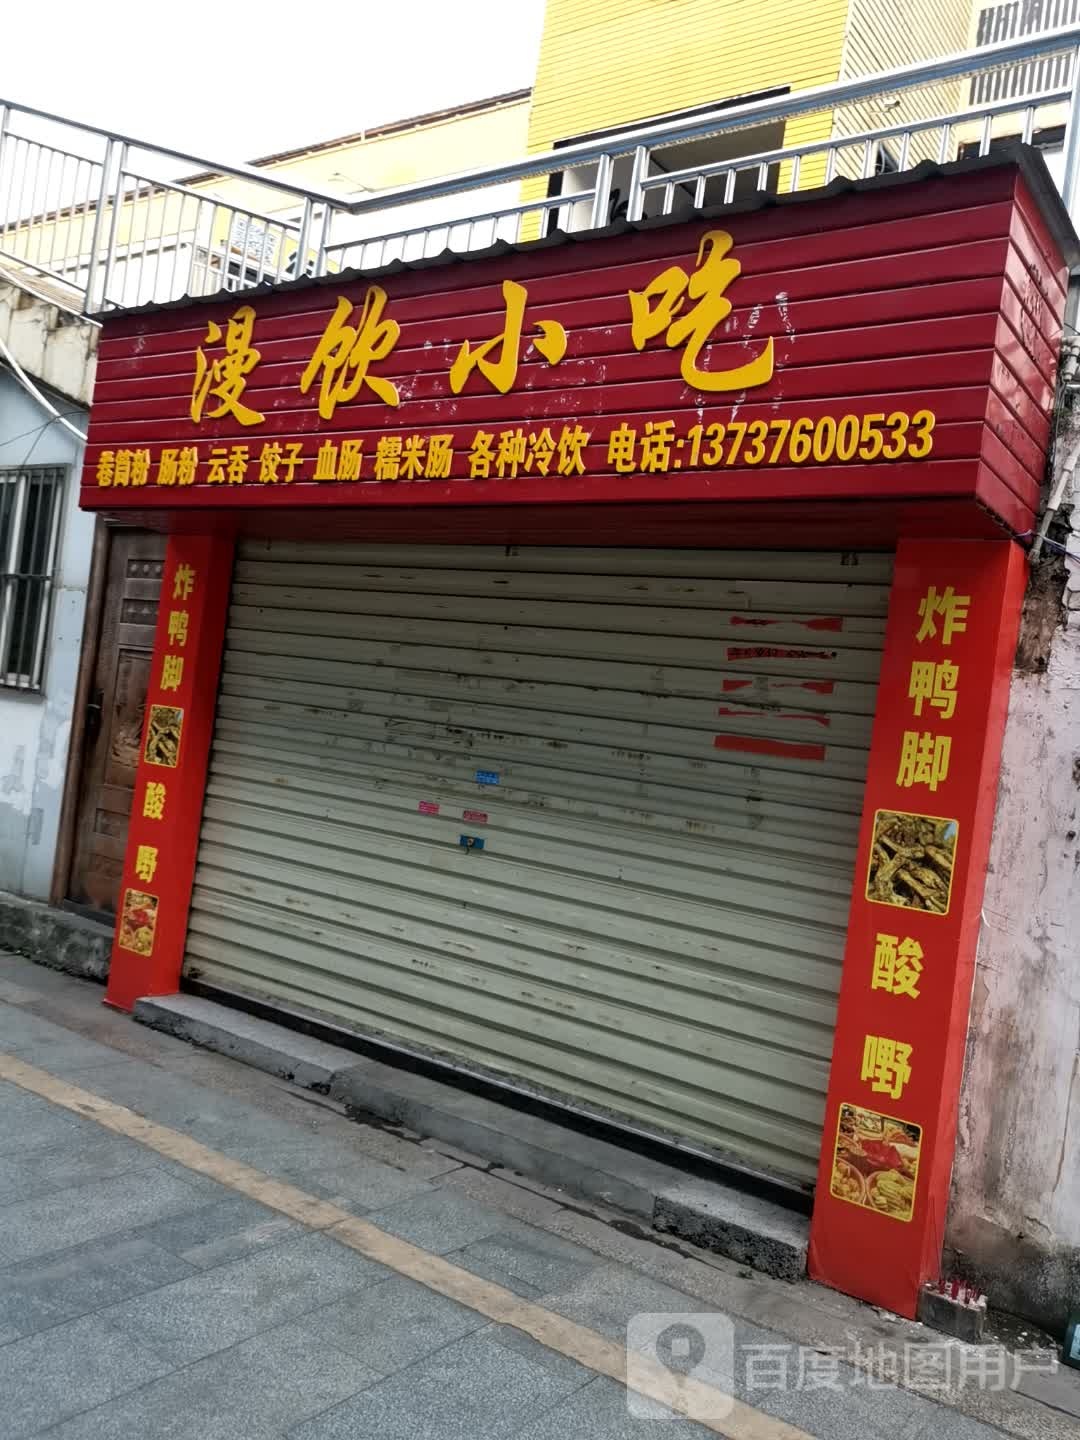 漫饮小吃
卷筒粉 肠粉 云吞 饺子 血肠 糯米肠 各种冷饮 电话:13737600533
炸鸭脚
酸嘢
炸鸭脚
酸嘢
百度地图用户